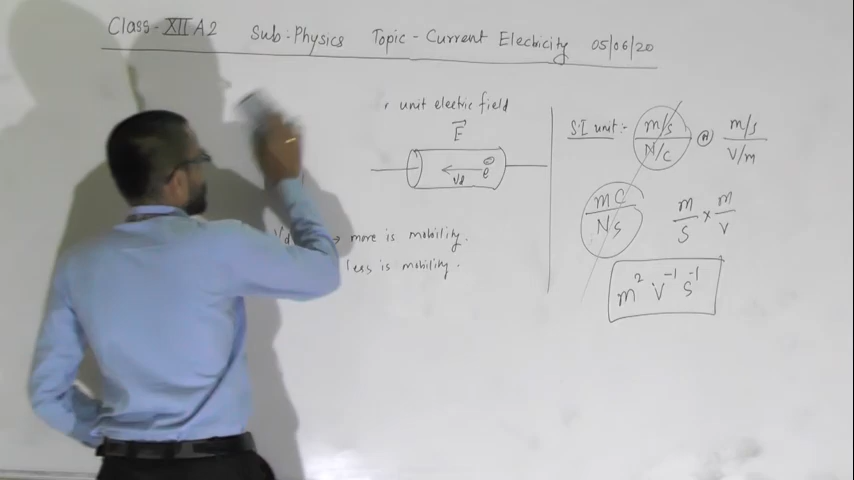 Class - XII A2 Sub : Physics Topic - Current Electricity 05/06/20
unit electric field
E
Vd e
Vd → more is mobility.
less is mobility.
S.I unit :- m/s / N/C or m/s / V/m
mC / Ns m/s × m/V
m² V⁻¹ S⁻¹